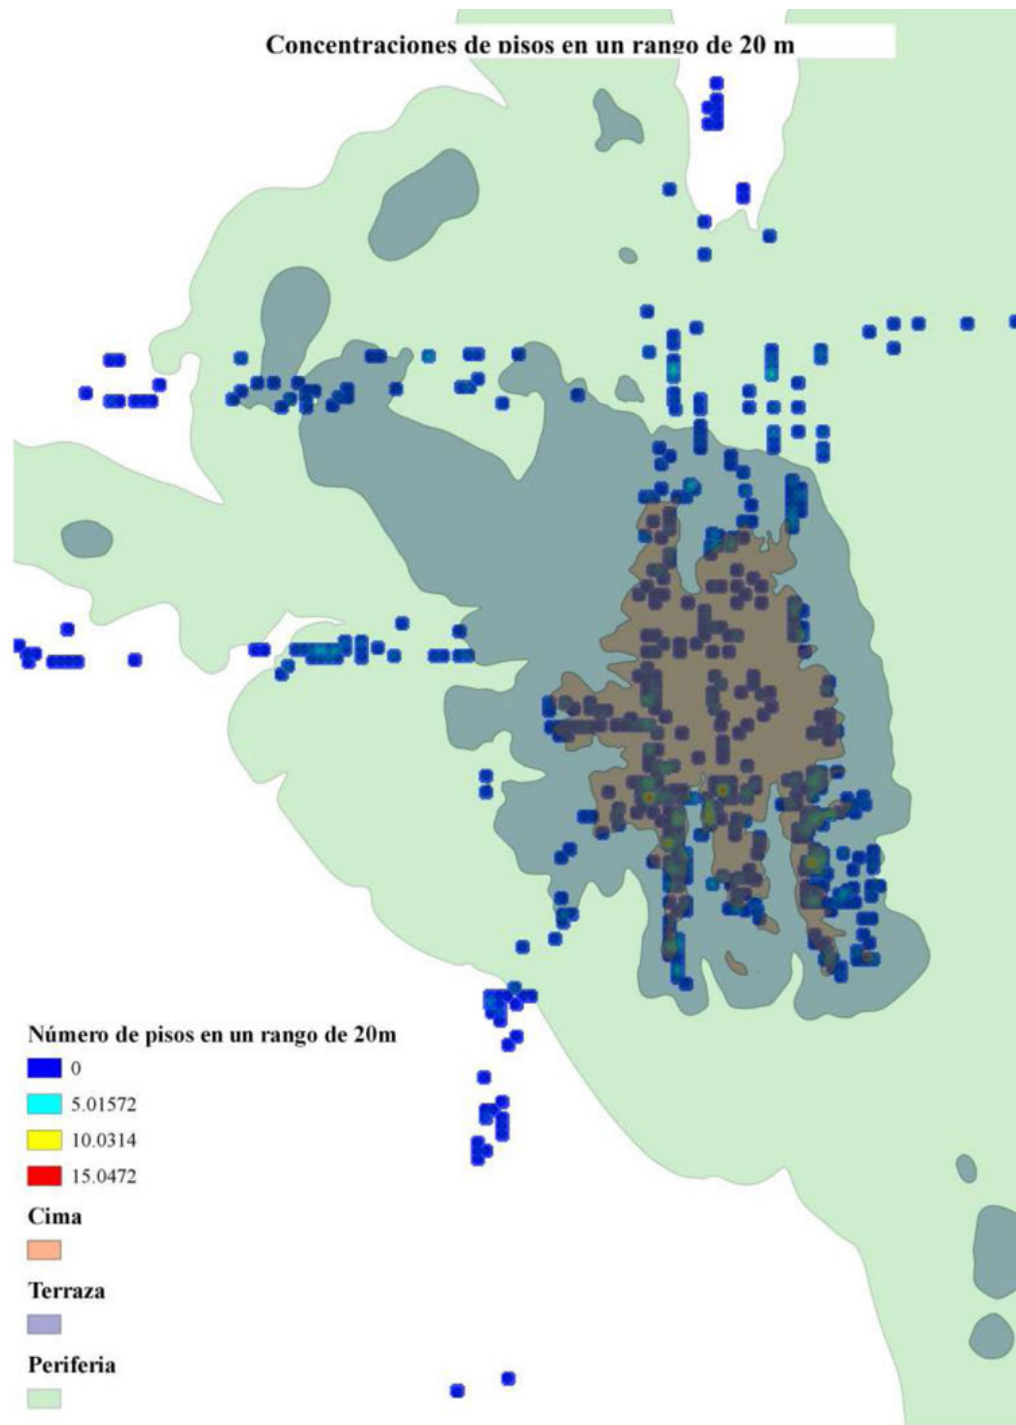 Concentraciones de pisos en un rango de 20 m
Número de pisos en un rango de 20m
0
5.01572
10.0314
15.0472
Cima
Terraza
Periferia